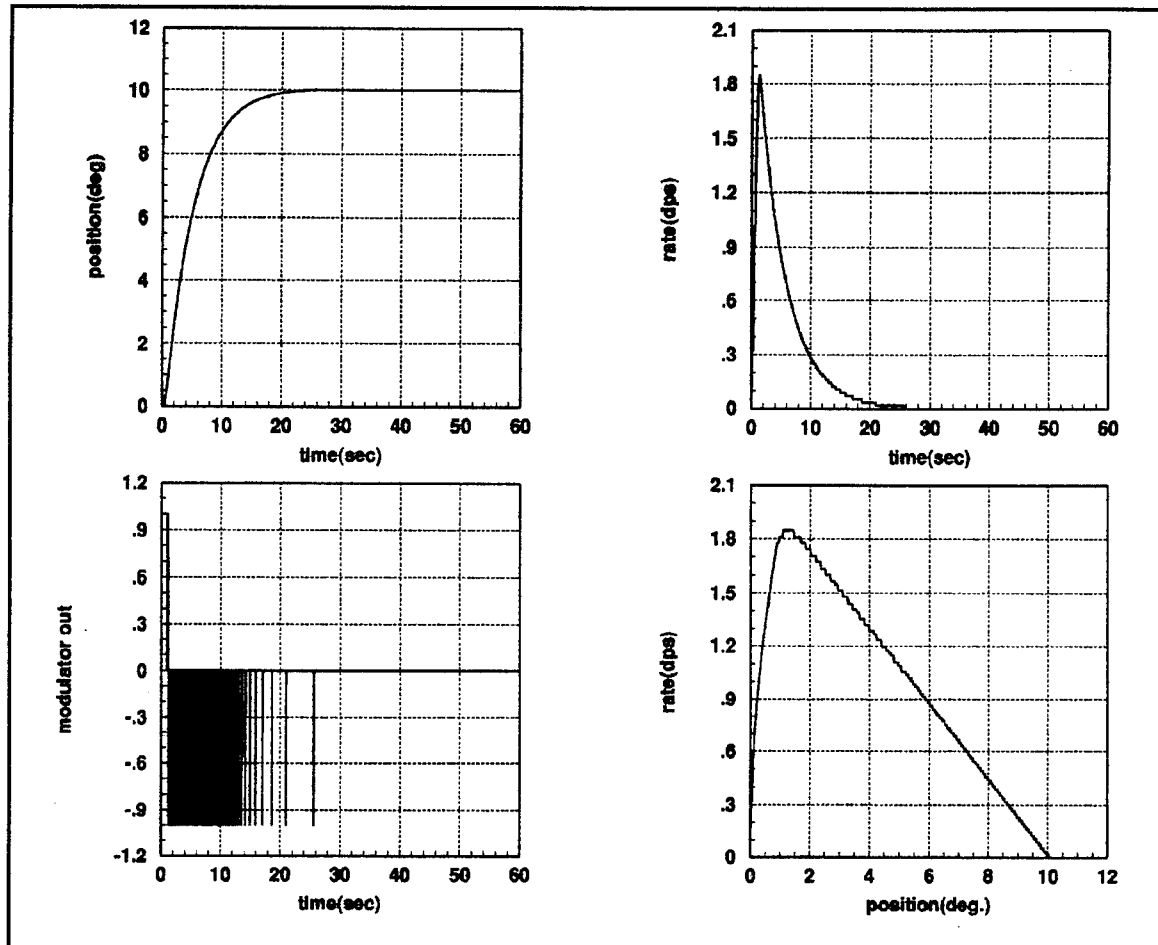 12
10
8
6
4
2
0
position(deg)
0 10 20 30 40 50 60
time(sec)
2.1
1.8
1.5
1.2
.9
.6
.3
0
rate(dps)
0 10 20 30 40 50 60
time(sec)
1.2
.9
.6
.3
0
-.3
-.6
-.9
-1.2
modulator out
0 10 20 30 40 50 60
time(sec)
2.1
1.8
1.5
1.2
.9
.6
.3
0
rate(dps)
0 2 4 6 8 10 12
position(deg.)